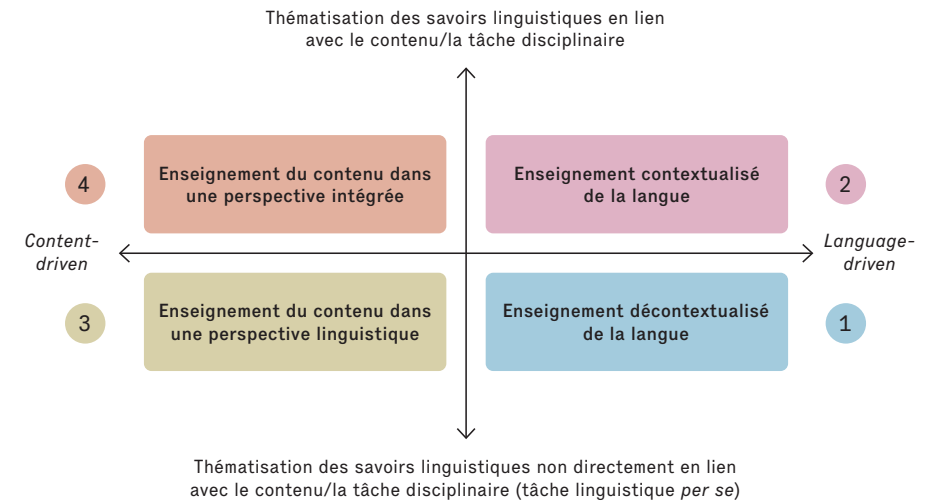 Thématisation des savoirs linguistiques en lien
avec le contenu/la tâche disciplinaire
4
Enseignement du contenu dans
une perspective intégrée
Enseignement contextualisé
de la langue
2
Content-
driven
Language-
driven
3
Enseignement du contenu dans
une perspective linguistique
Enseignement décontextualisé
de la langue
1
Thématisation des savoirs linguistiques non directement en lien
avec le contenu/la tâche disciplinaire (tâche linguistique per se)